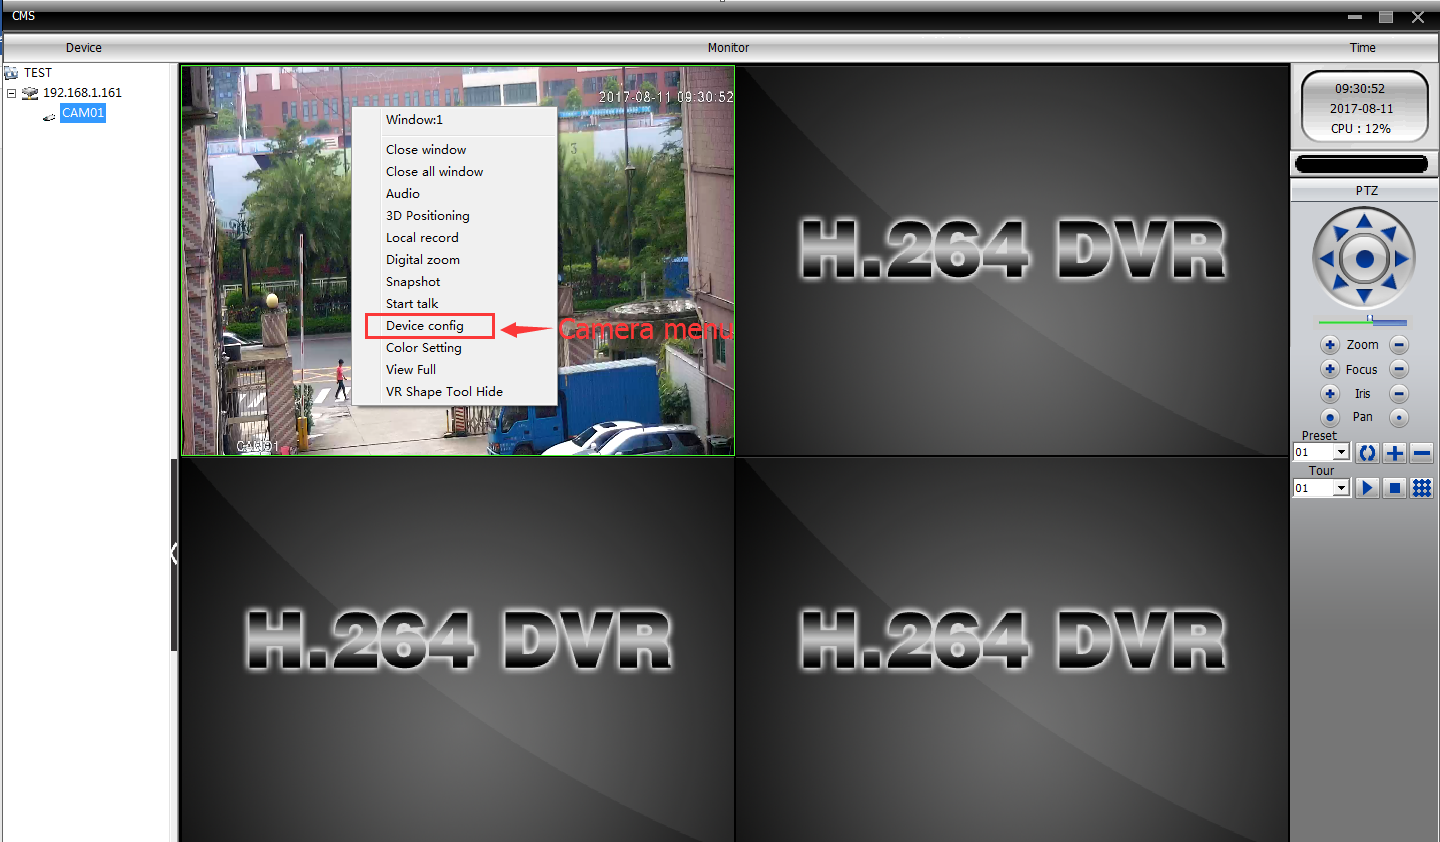 CMS
Device
Monitor
Time
TEST
192.168.1.161
CAM01
2017-08-11 09:30:52
Window:1
Close window
Close all window
Audio
3D Positioning
Local record
Digital zoom
Snapshot
Start talk
Device config
Camera menu
Color Setting
View Full
VR Shape Tool Hide
CAM01
H.264 DVR
H.264 DVR
H.264 DVR
09:30:52
2017-08-11
CPU : 12%
PTZ
Zoom
Focus
Iris
Pan
Preset
01
Tour
01